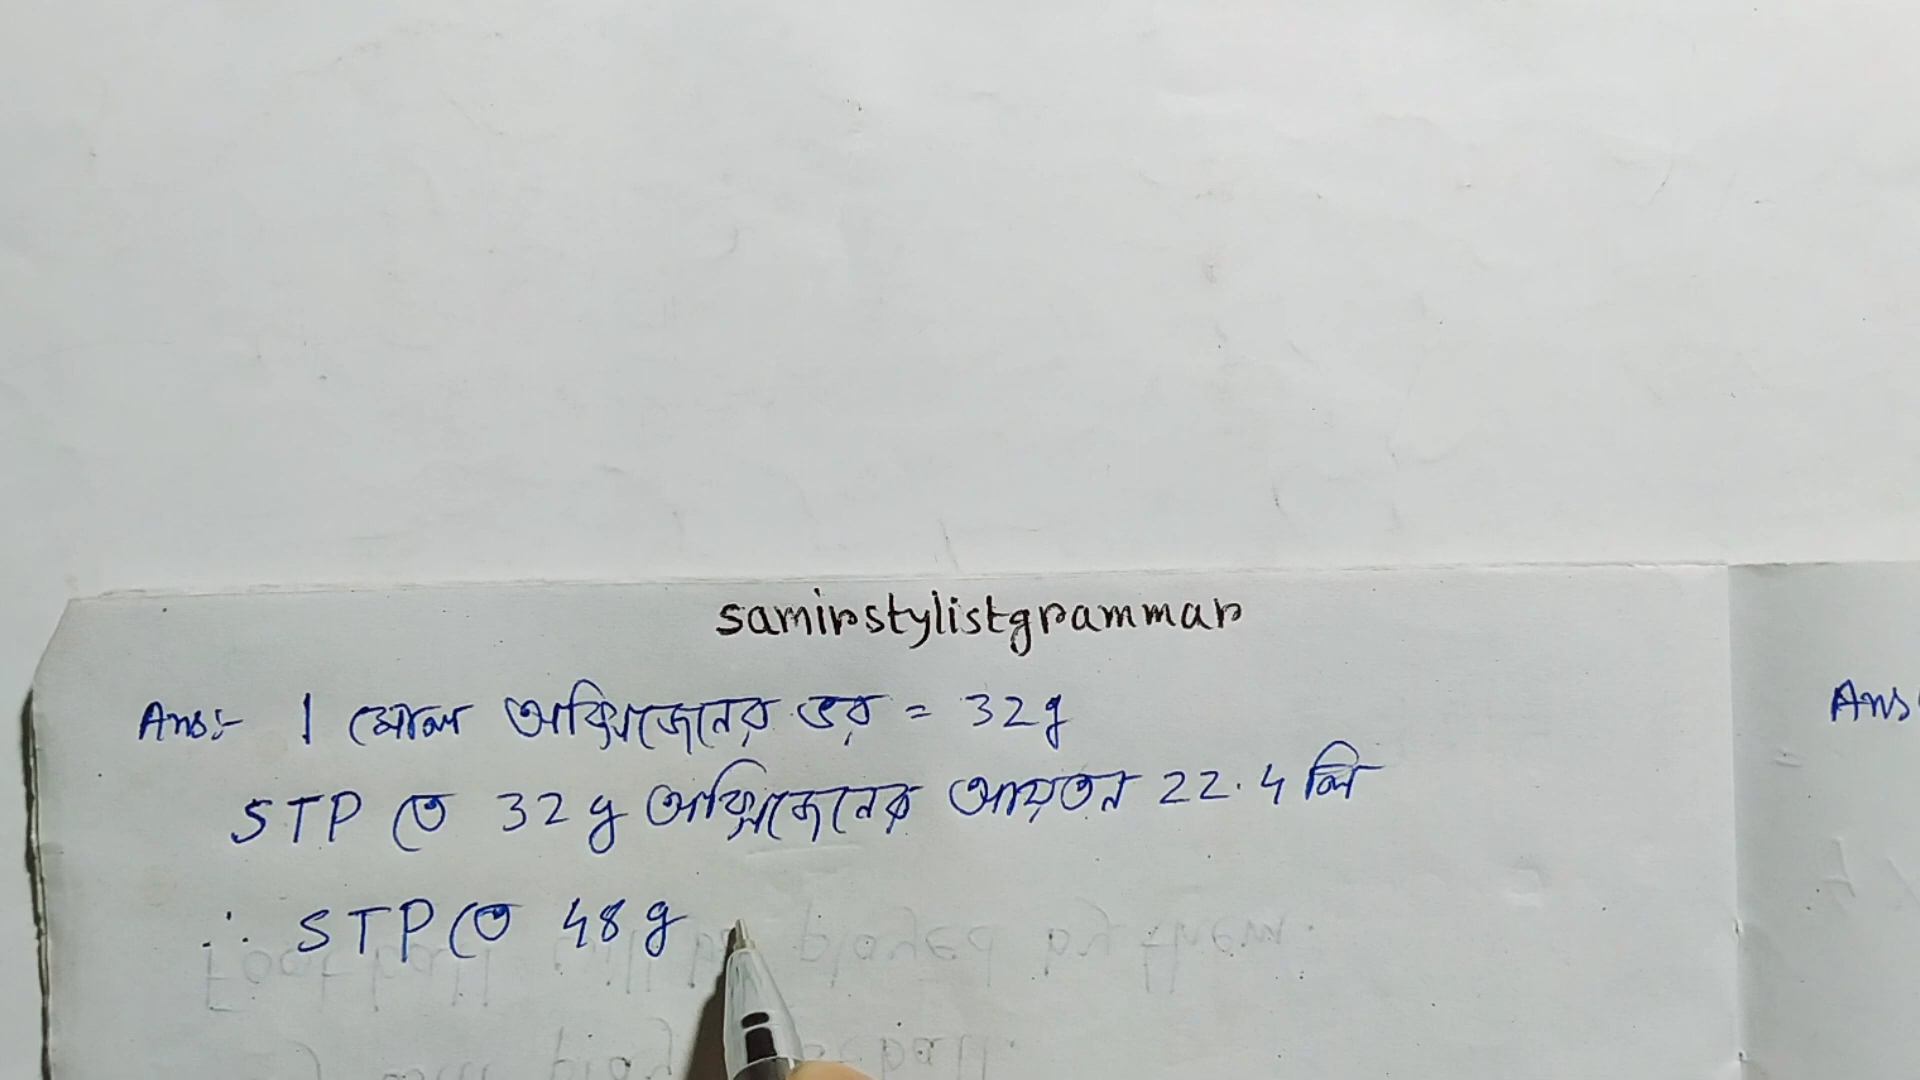 samirstylistgrammar
Ans:- 1 মোল অক্সিজেনের ভর = 32g
STP তে 32g অক্সিজেনের আয়তন 22.4 লি
∴ STP তে 48g
Ans